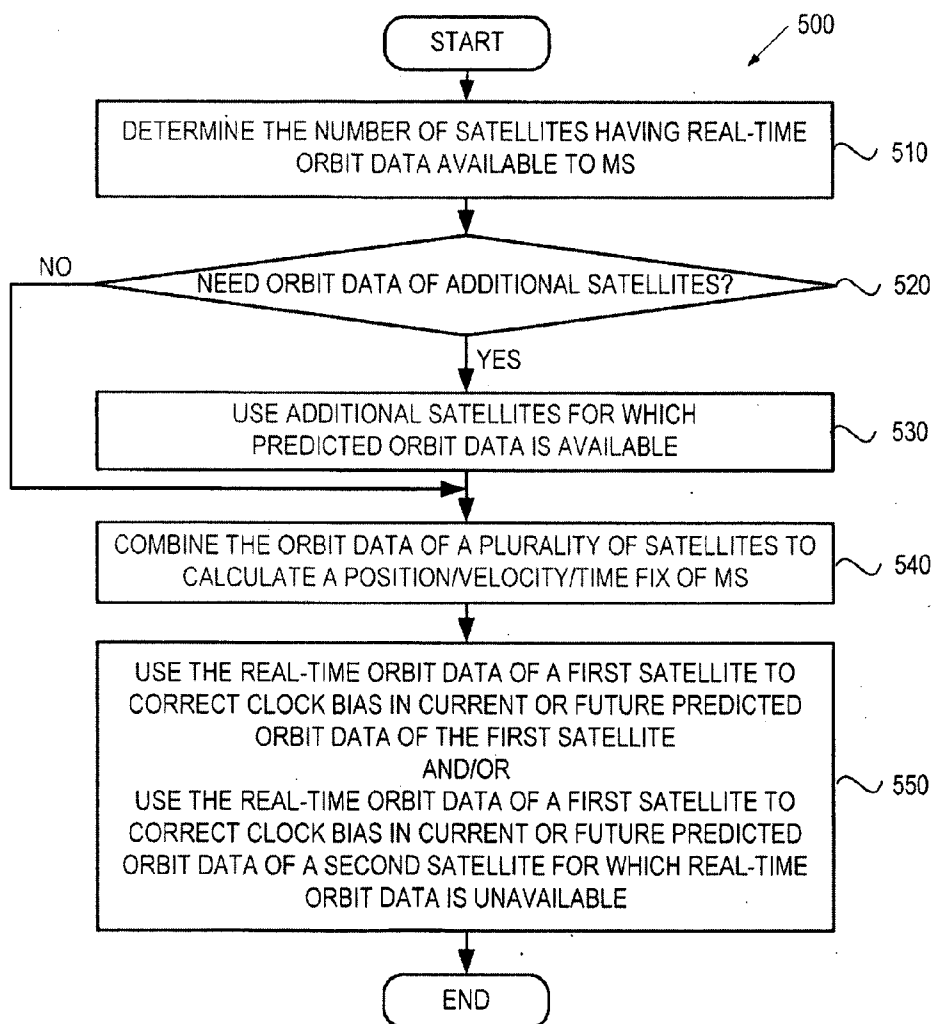 START
500
DETERMINE THE NUMBER OF SATELLITES HAVING REAL-TIME
ORBIT DATA AVAILABLE TO MS
510
NO
NEED ORBIT DATA OF ADDITIONAL SATELLITES?
520
YES
USE ADDITIONAL SATELLITES FOR WHICH
PREDICTED ORBIT DATA IS AVAILABLE
530
COMBINE THE ORBIT DATA OF A PLURALITY OF SATELLITES TO
CALCULATE A POSITION/VELOCITY/TIME FIX OF MS
540
USE THE REAL-TIME ORBIT DATA OF A FIRST SATELLITE TO
CORRECT CLOCK BIAS IN CURRENT OR FUTURE PREDICTED
ORBIT DATA OF THE FIRST SATELLITE
AND/OR
USE THE REAL-TIME ORBIT DATA OF A FIRST SATELLITE TO
CORRECT CLOCK BIAS IN CURRENT OR FUTURE PREDICTED
ORBIT DATA OF A SECOND SATELLITE FOR WHICH REAL-TIME
ORBIT DATA IS UNAVAILABLE
550
END